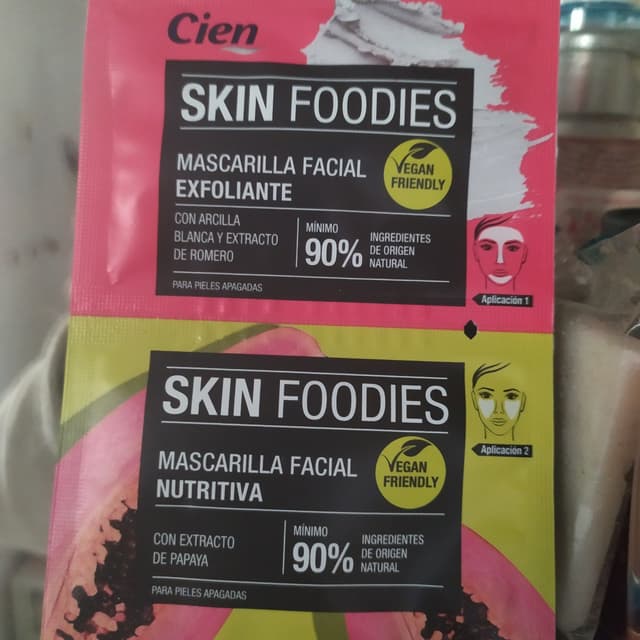 Cien
SKIN FOODIES
MASCARILLA FACIAL
EXFOLIANTE
VEGAN
FRIENDLY
CON ARCILLA
BLANCA Y EXTRACTO
DE ROMERO
MÍNIMO
90%
INGREDIENTES
DE ORIGEN
NATURAL
PARA PIELES APAGADAS
Aplicación 1
SKIN FOODIES
MASCARILLA FACIAL
NUTRITIVA
VEGAN
FRIENDLY
Aplicación 2
CON EXTRACTO
DE PAPAYA
MÍNIMO
90%
INGREDIENTES
DE ORIGEN
NATURAL
PARA PIELES APAGADAS